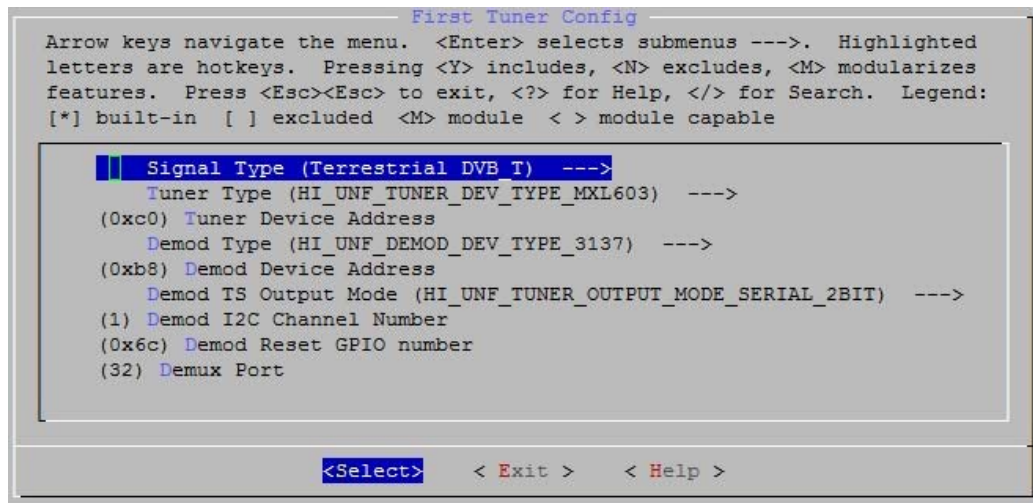 First Tuner Config
Arrow keys navigate the menu.  <Enter> selects submenus --->.  Highlighted
letters are hotkeys.  Pressing <Y> includes, <N> excludes, <M> modularizes
features.  Press <Esc><Esc> to exit, <?> for Help, </> for Search.  Legend:
[*] built-in  [ ] excluded  <M> module  < > module capable
Signal Type (Terrestrial DVB_T)  --->
Tuner Type (HI_UNF_TUNER_DEV_TYPE_MXL603)  --->
(0xc0) Tuner Device Address
Demod Type (HI_UNF_DEMOD_DEV_TYPE_3137)  --->
(0xb8) Demod Device Address
Demod TS Output Mode (HI_UNF_TUNER_OUTPUT_MODE_SERIAL_2BIT)  --->
(1) Demod I2C Channel Number
(0x6c) Demod Reset GPIO number
(32) Demux Port
<Select>    < Exit >    < Help >